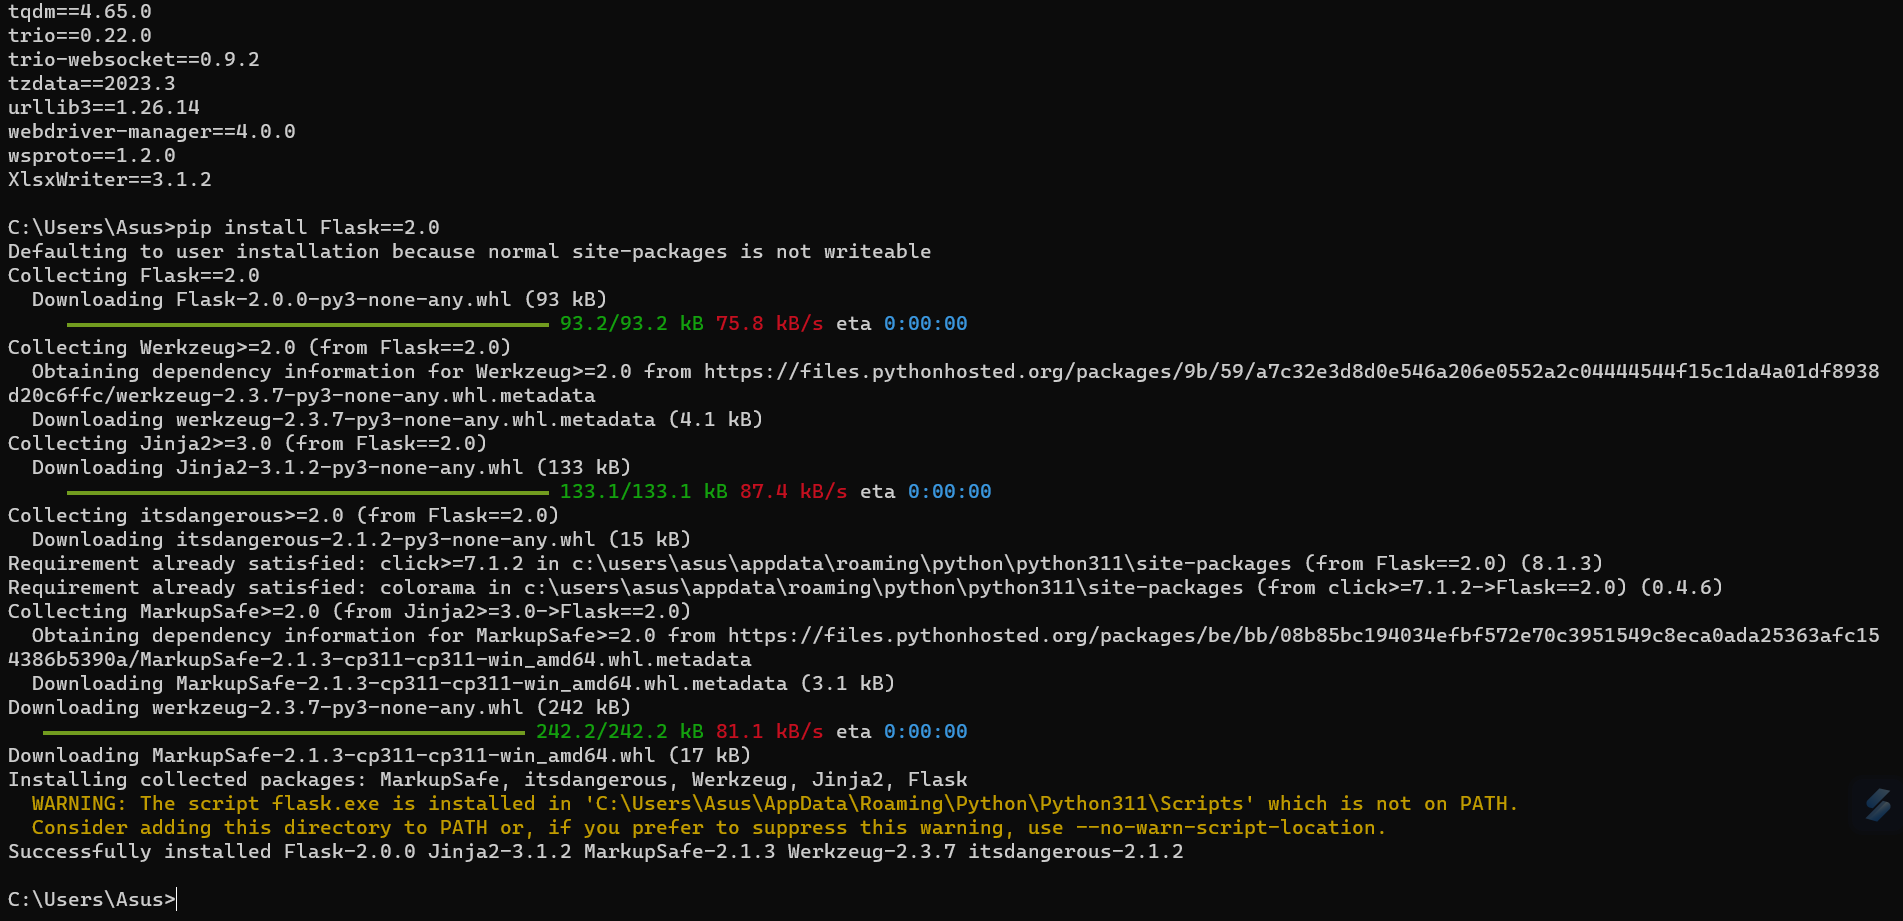 tqdm==4.65.0
trio==0.22.0
trio-websocket==0.9.2
tzdata==2023.3
urllib3==1.26.14
webdriver-manager==4.0.0
wsproto==1.2.0
XlsxWriter==3.1.2
C:\Users\Asus>pip install Flask==2.0
Defaulting to user installation because normal site-packages is not writeable
Collecting Flask==2.0
Downloading Flask-2.0.0-py3-none-any.whl (93 kB)
93.2/93.2 kB 75.8 kB/s eta 0:00:00
Collecting Werkzeug>=2.0 (from Flask==2.0)
Obtaining dependency information for Werkzeug>=2.0 from https://files.pythonhosted.org/packages/9b/59/a7c32e3d8d0e546a206e0552a2c04444544f15c1da4a01df8938
d20c6ffc/werkzeug-2.3.7-py3-none-any.whl.metadata
Downloading werkzeug-2.3.7-py3-none-any.whl.metadata (4.1 kB)
Collecting Jinja2>=3.0 (from Flask==2.0)
Downloading Jinja2-3.1.2-py3-none-any.whl (133 kB)
133.1/133.1 kB 87.4 kB/s eta 0:00:00
Collecting itsdangerous>=2.0 (from Flask==2.0)
Downloading itsdangerous-2.1.2-py3-none-any.whl (15 kB)
Requirement already satisfied: click>=7.1.2 in c:\users\asus\appdata\roaming\python\python311\site-packages (from Flask==2.0) (8.1.3)
Requirement already satisfied: colorama in c:\users\asus\appdata\roaming\python\python311\site-packages (from click>=7.1.2->Flask==2.0) (0.4.6)
Collecting MarkupSafe>=2.0 (from Jinja2>=3.0->Flask==2.0)
Obtaining dependency information for MarkupSafe>=2.0 from https://files.pythonhosted.org/packages/be/bb/08b85bc194034efbf572e70c3951549c8eca0ada25363afc15
4386b5390a/MarkupSafe-2.1.3-cp311-cp311-win_amd64.whl.metadata
Downloading MarkupSafe-2.1.3-cp311-cp311-win_amd64.whl.metadata (3.1 kB)
Downloading werkzeug-2.3.7-py3-none-any.whl (242 kB)
242.2/242.2 kB 81.1 kB/s eta 0:00:00
Downloading MarkupSafe-2.1.3-cp311-cp311-win_amd64.whl (17 kB)
Installing collected packages: MarkupSafe, itsdangerous, Werkzeug, Jinja2, Flask
WARNING: The script flask.exe is installed in 'C:\Users\Asus\AppData\Roaming\Python\Python311\Scripts' which is not on PATH.
Consider adding this directory to PATH or, if you prefer to suppress this warning, use --no-warn-script-location.
Successfully installed Flask-2.0.0 Jinja2-3.1.2 MarkupSafe-2.1.3 Werkzeug-2.3.7 itsdangerous-2.1.2
C:\Users\Asus>